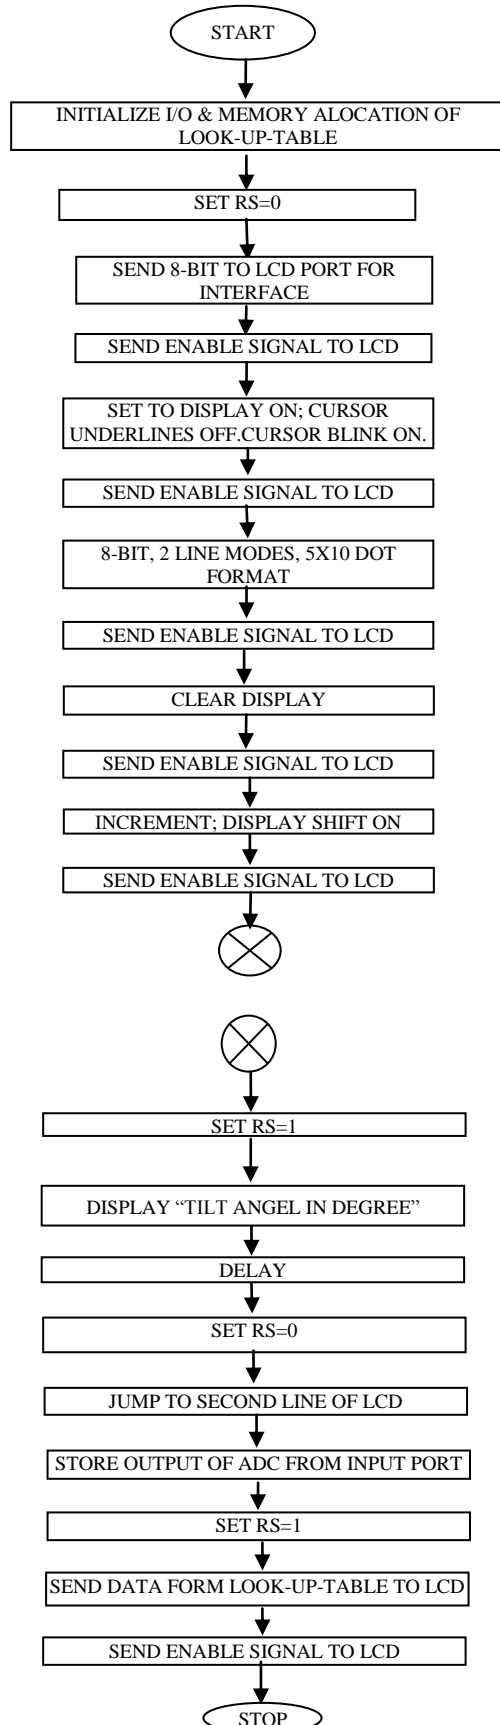 START
INITIALIZE I/O & MEMORY ALOCATION OF
LOOK-UP-TABLE
SET RS=0
SEND 8-BIT TO LCD PORT FOR
INTERFACE
SEND ENABLE SIGNAL TO LCD
SET TO DISPLAY ON; CURSOR
UNDERLINES OFF.CURSOR BLINK ON.
SEND ENABLE SIGNAL TO LCD
8-BIT, 2 LINE MODES, 5X10 DOT
FORMAT
SEND ENABLE SIGNAL TO LCD
CLEAR DISPLAY
SEND ENABLE SIGNAL TO LCD
INCREMENT; DISPLAY SHIFT ON
SEND ENABLE SIGNAL TO LCD
SET RS=1
DISPLAY “TILT ANGEL IN DEGREE”
DELAY
SET RS=0
JUMP TO SECOND LINE OF LCD
STORE OUTPUT OF ADC FROM INPUT PORT
SET RS=1
SEND DATA FORM LOOK-UP-TABLE TO LCD
SEND ENABLE SIGNAL TO LCD
STOP